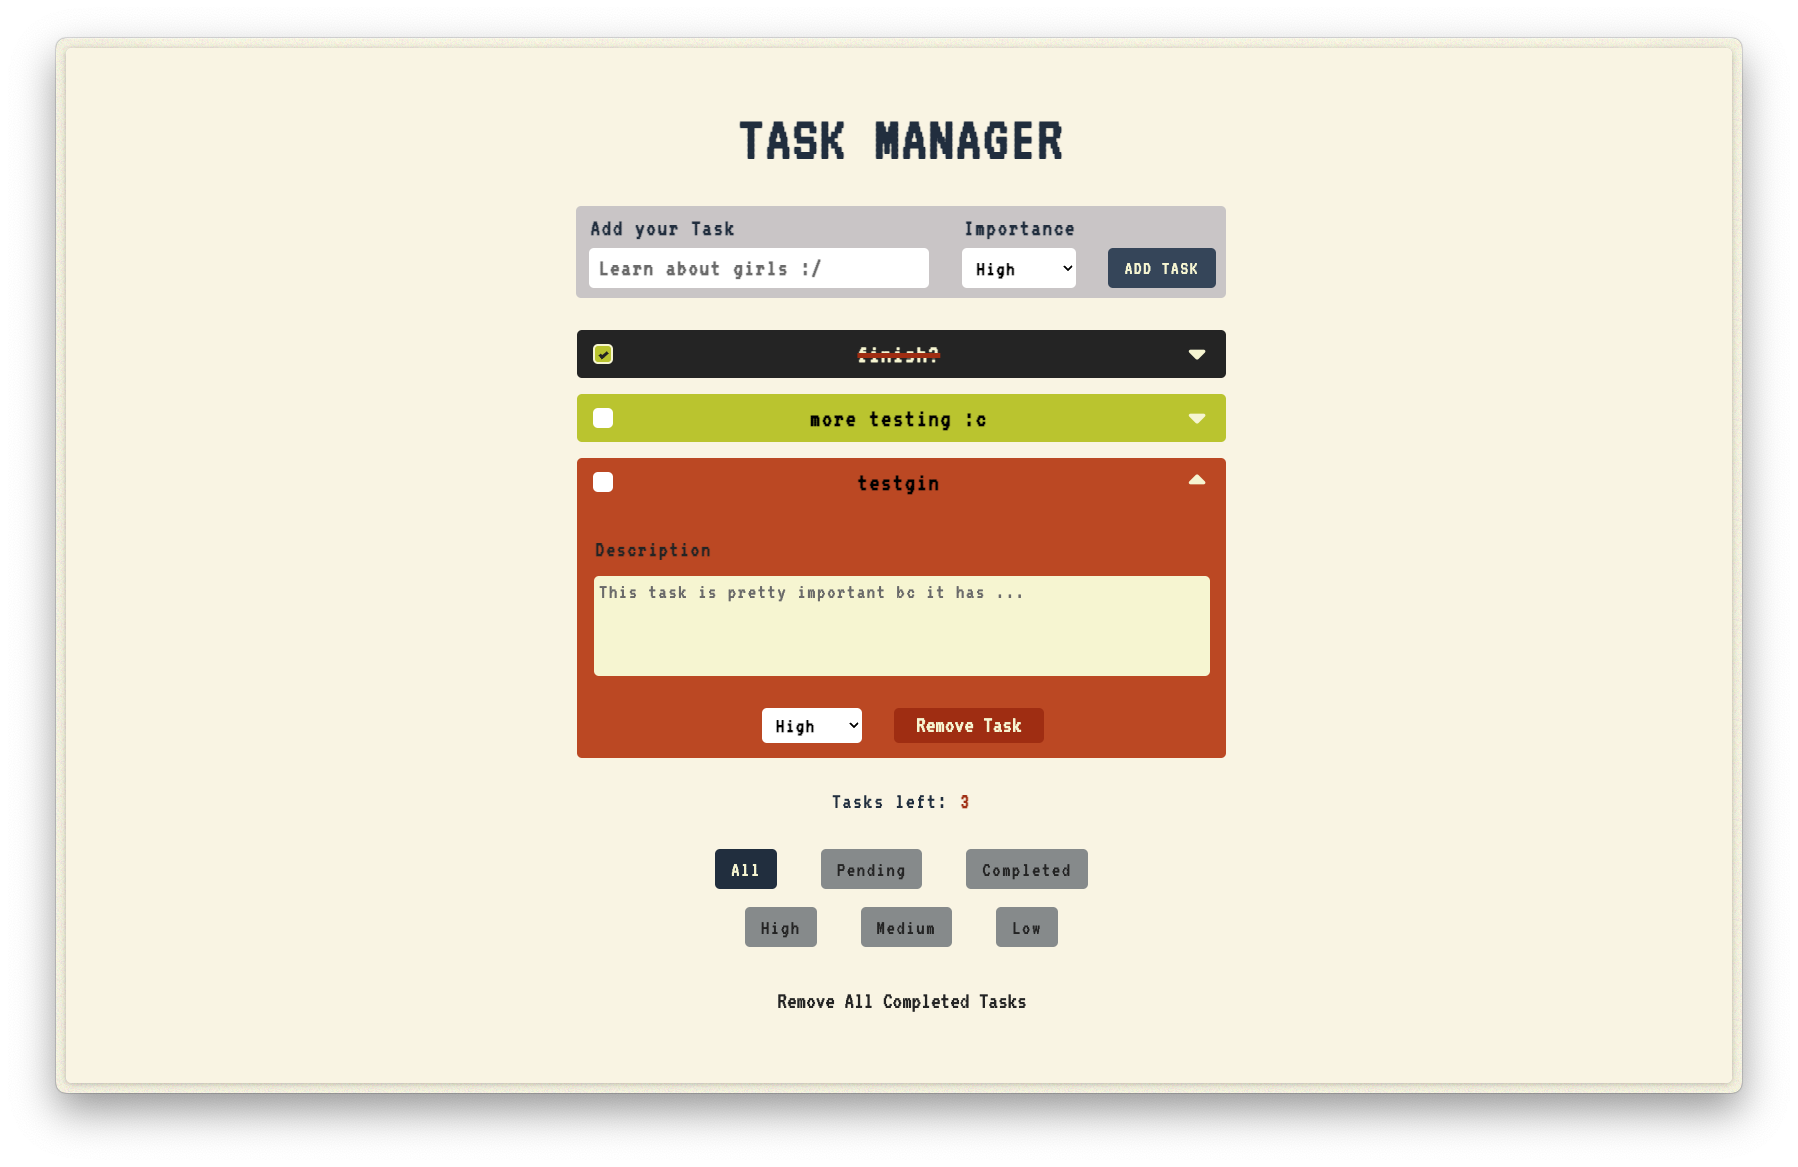 TASK MANAGER
Add your Task
Importance
Learn about girls :/
High
ADD TASK
finish?
more testing :c
testgin
Description
This task is pretty important bc it has ...
High
Remove Task
Tasks left: 3
All
Pending
Completed
High
Medium
Low
Remove All Completed Tasks